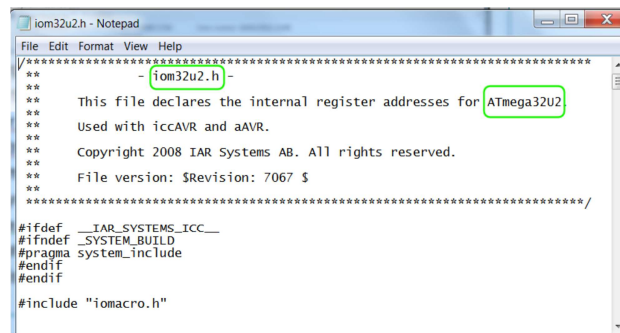 iom32u2.h - Notepad
File Edit Format View Help
/***************************************************************************
** - iom32u2.h -
**
** This file declares the internal register addresses for ATmega32U2.
**
** Used with iccAVR and aAVR.
**
** Copyright 2008 IAR Systems AB. All rights reserved.
**
** File version: $Revision: 7067 $
**
***************************************************************************/
#ifdef __IAR_SYSTEMS_ICC__
#ifndef _SYSTEM_BUILD
#pragma system_include
#endif
#endif
#include "iomacro.h"